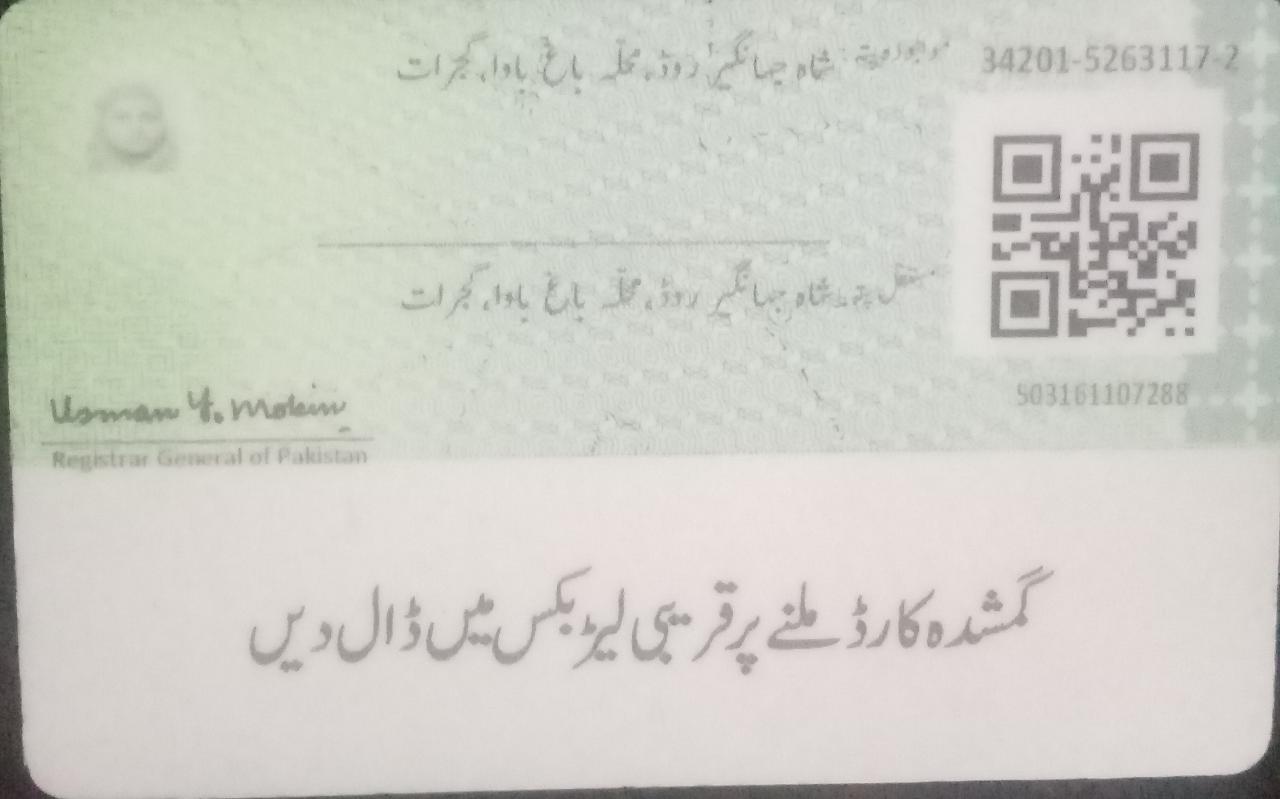 موجودہ پتہ: شاہ جہانگیر روڈ، محلہ باغ باوا، گجرات
34201-5263117-2
مستقل پتہ: شاہ جہانگیر روڈ، محلہ باغ باوا، گجرات
503161107288
Usman Y. Mobin
Registrar General of Pakistan
گمشدہ کارڈ ملنے پر قریبی لیٹر بکس میں ڈال دیں